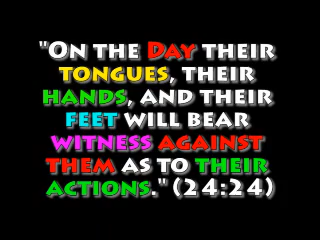 "On the Day their
tongues, their
hands, and their
feet will bear
witness against
them as to their
actions." (24:24)